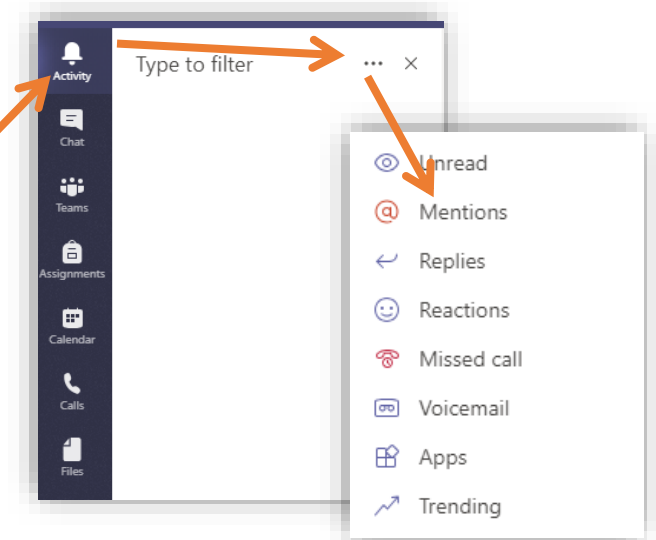 Activity
Type to filter
Chat
Teams
Assignments
Calendar
Calls
Files
Unread
Mentions
Replies
Reactions
Missed call
Voicemail
Apps
Trending